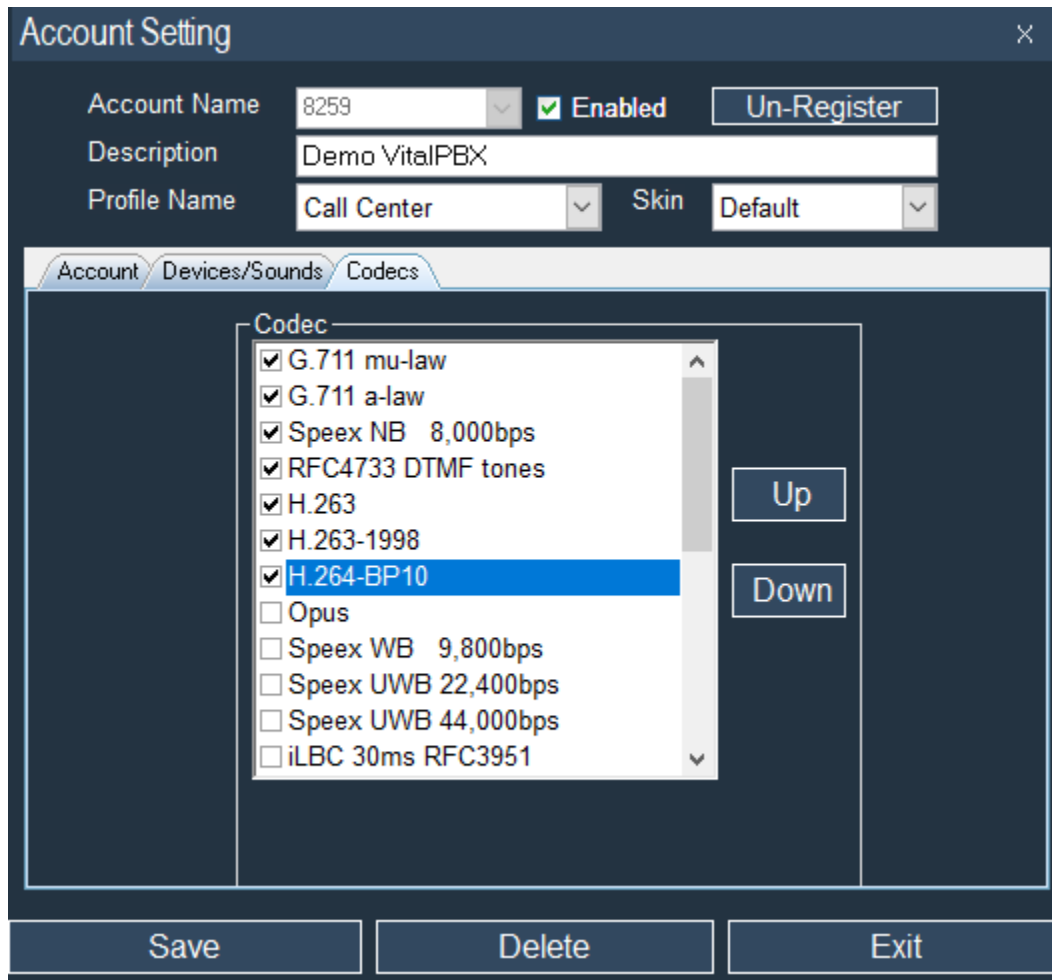 Account Setting
Account Name 8259 Enabled Un-Register
Description Demo VitalPBX
Profile Name Call Center Skin Default
Account Devices/Sounds Codecs
Codec
G.711 mu-law
G.711 a-law
Speex NB 8,000bps
RFC4733 DTMF tones
H.263
H.263-1998
H.264-BP10
Opus
Speex WB 9,800bps
Speex UWB 22,400bps
Speex UWB 44,000bps
iLBC 30ms RFC3951
Up
Down
Save Delete Exit